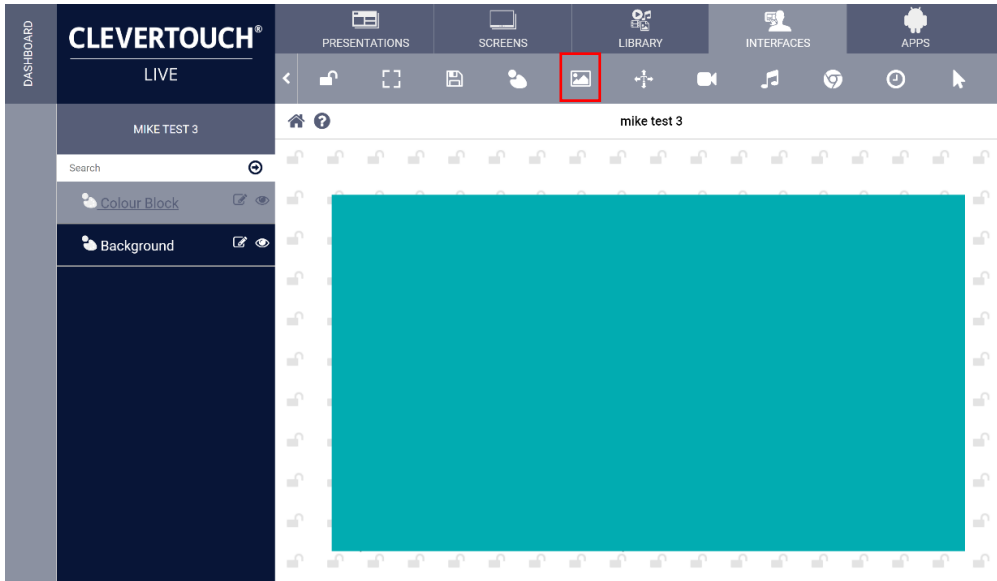 DASHBOARD
CLEVERTOUCH®
LIVE
PRESENTATIONS
SCREENS
LIBRARY
INTERFACES
APPS
MIKE TEST 3
mike test 3
Search
Colour Block
Background